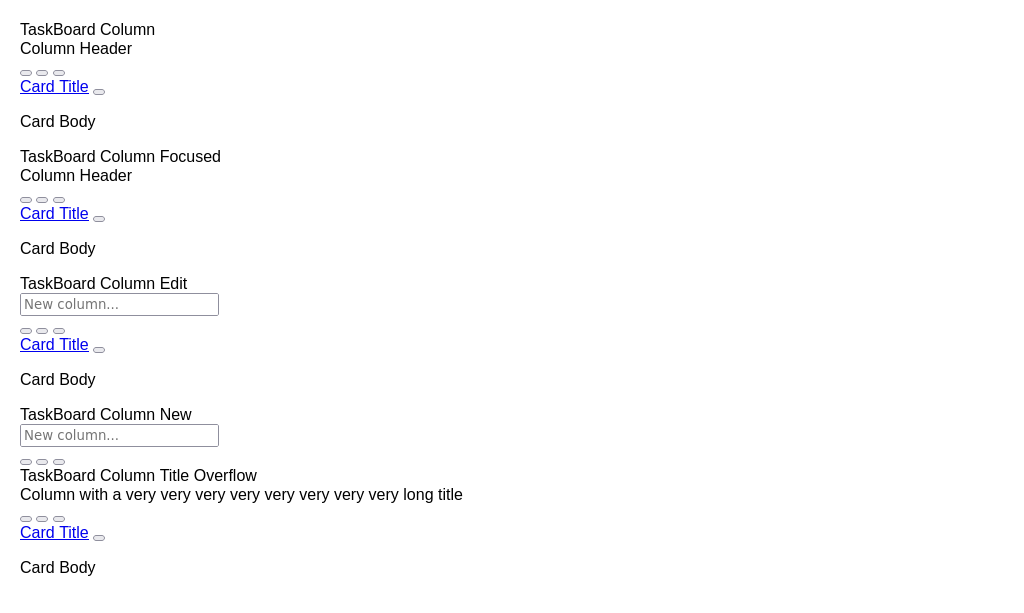 TaskBoard Column
Column Header
Card Title
Card Body
TaskBoard Column Focused
Column Header
Card Title
Card Body
TaskBoard Column Edit
New column...
Card Title
Card Body
TaskBoard Column New
New column...
TaskBoard Column Title Overflow
Column with a very very very very very very very very long title
Card Title
Card Body